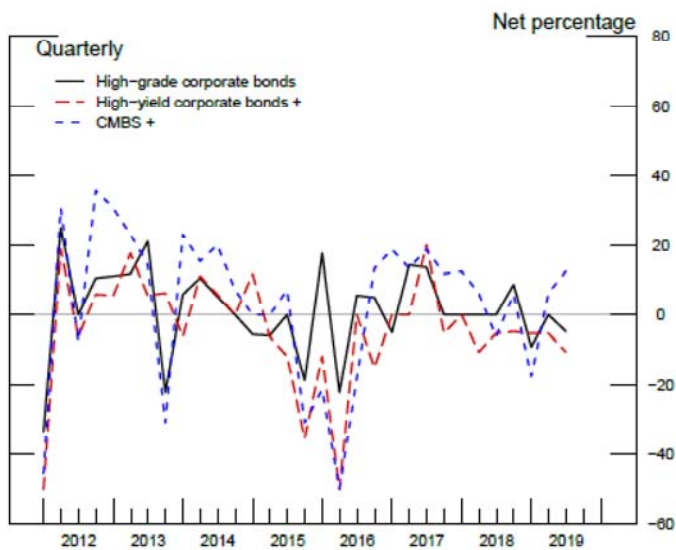 Net percentage
Quarterly
High-grade corporate bonds
High-yield corporate bonds +
CMBS +
80
60
40
20
0
-20
-40
-60
2012 2013 2014 2015 2016 2017 2018 2019